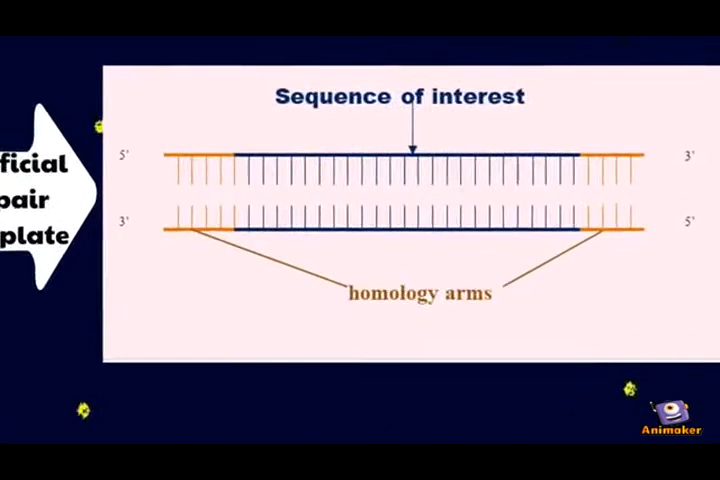 Sequence of interest
5'
3'
ficial
pair
plate
3'
5'
homology arms
Animaker